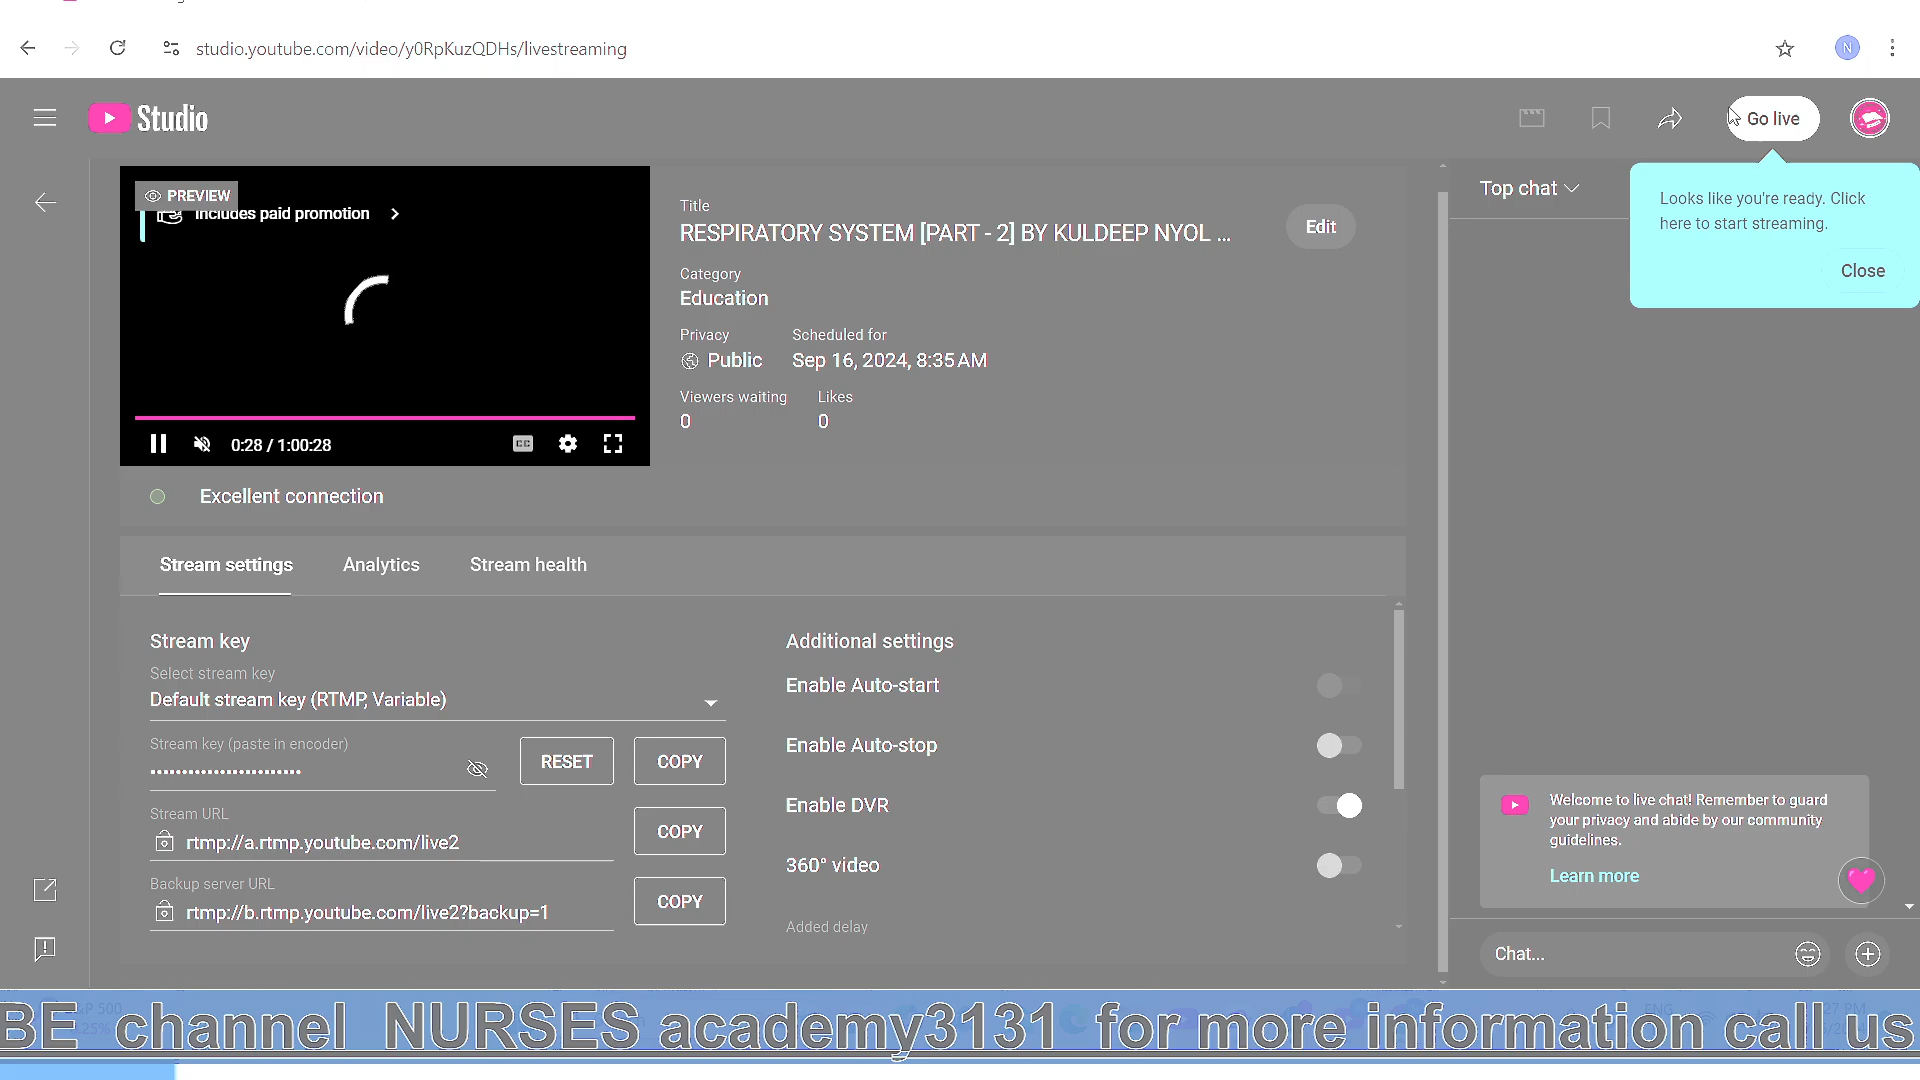 studio.youtube.com/video/y0RpKuzQDHs/livestreaming
N
Studio
Go live
PREVIEW
Includes paid promotion
0:28 / 1:00:28
CC
Excellent connection
Title
RESPIRATORY SYSTEM [PART - 2] BY KULDEEP NYOL ...
Edit
Category
Education
Privacy
Scheduled for
Public
Sep 16, 2024, 8:35 AM
Viewers waiting
Likes
0
0
Top chat
Looks like you're ready. Click
here to start streaming.
Close
Stream settings
Analytics
Stream health
Stream key
Select stream key
Default stream key (RTMP, Variable)
Stream key (paste in encoder)
••••••••••••••••••••••••
RESET
COPY
Stream URL
rtmp://a.rtmp.youtube.com/live2
COPY
Backup server URL
rtmp://b.rtmp.youtube.com/live2?backup=1
COPY
Additional settings
Enable Auto-start
Enable Auto-stop
Enable DVR
360° video
Added delay
Welcome to live chat! Remember to guard
your privacy and abide by our community
guidelines.
Learn more
Chat...
BE channel NURSES academy3131 for more information call us